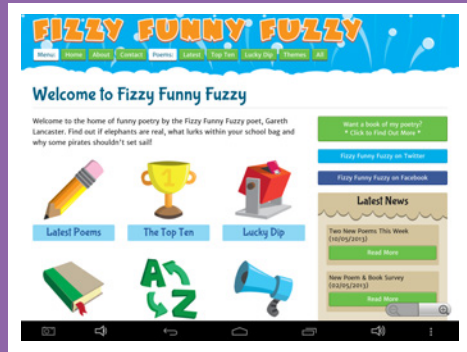 FIZZY FUNNY FUZZY
Menu: Home About Contact Poems: Latest Top Ten Lucky Dip Themes All
Welcome to Fizzy Funny Fuzzy
Welcome to the home of funny poetry by the Fizzy Funny Fuzzy poet, Gareth
Lancaster. Find out if elephants are real, what lurks within your school bag and
why some pirates shouldn't set sail!
Latest Poems
The Top Ten
Lucky Dip
1
A
Z
Want a book of my poetry?
* Click to Find Out More *
Fizzy Funny Fuzzy on Twitter
Fizzy Funny Fuzzy on Facebook
Latest News
Two New Poems This Week
(10/05/2013)
Read More
New Poem & Book Survey
(02/05/2013)
Read More